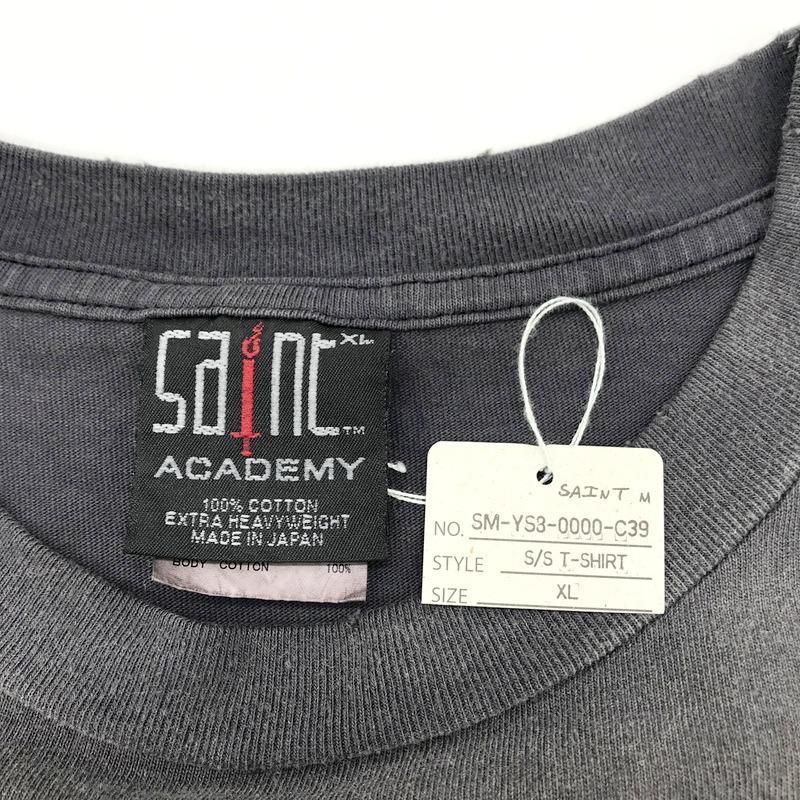 saint XL
TM
ACADEMY
100% COTTON
EXTRA HEAVYWEIGHT
MADE IN JAPAN
BODY COTTON 100%
SAINT M
NO. SM-YS3-0000-C39
STYLE S/S T-SHIRT
SIZE XL